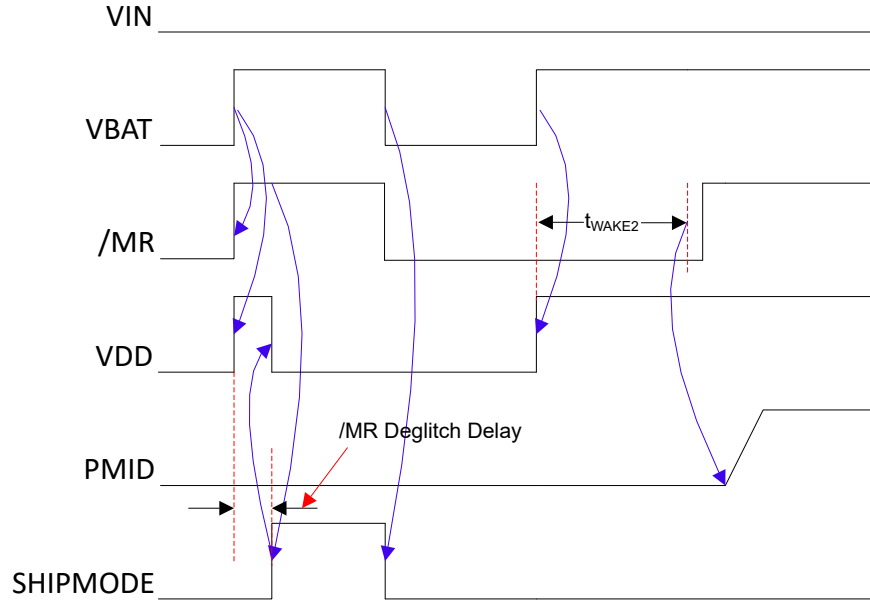 VIN
VBAT
/MR
tWAKE2
VDD
/MR Deglitch Delay
PMID
SHIPMODE